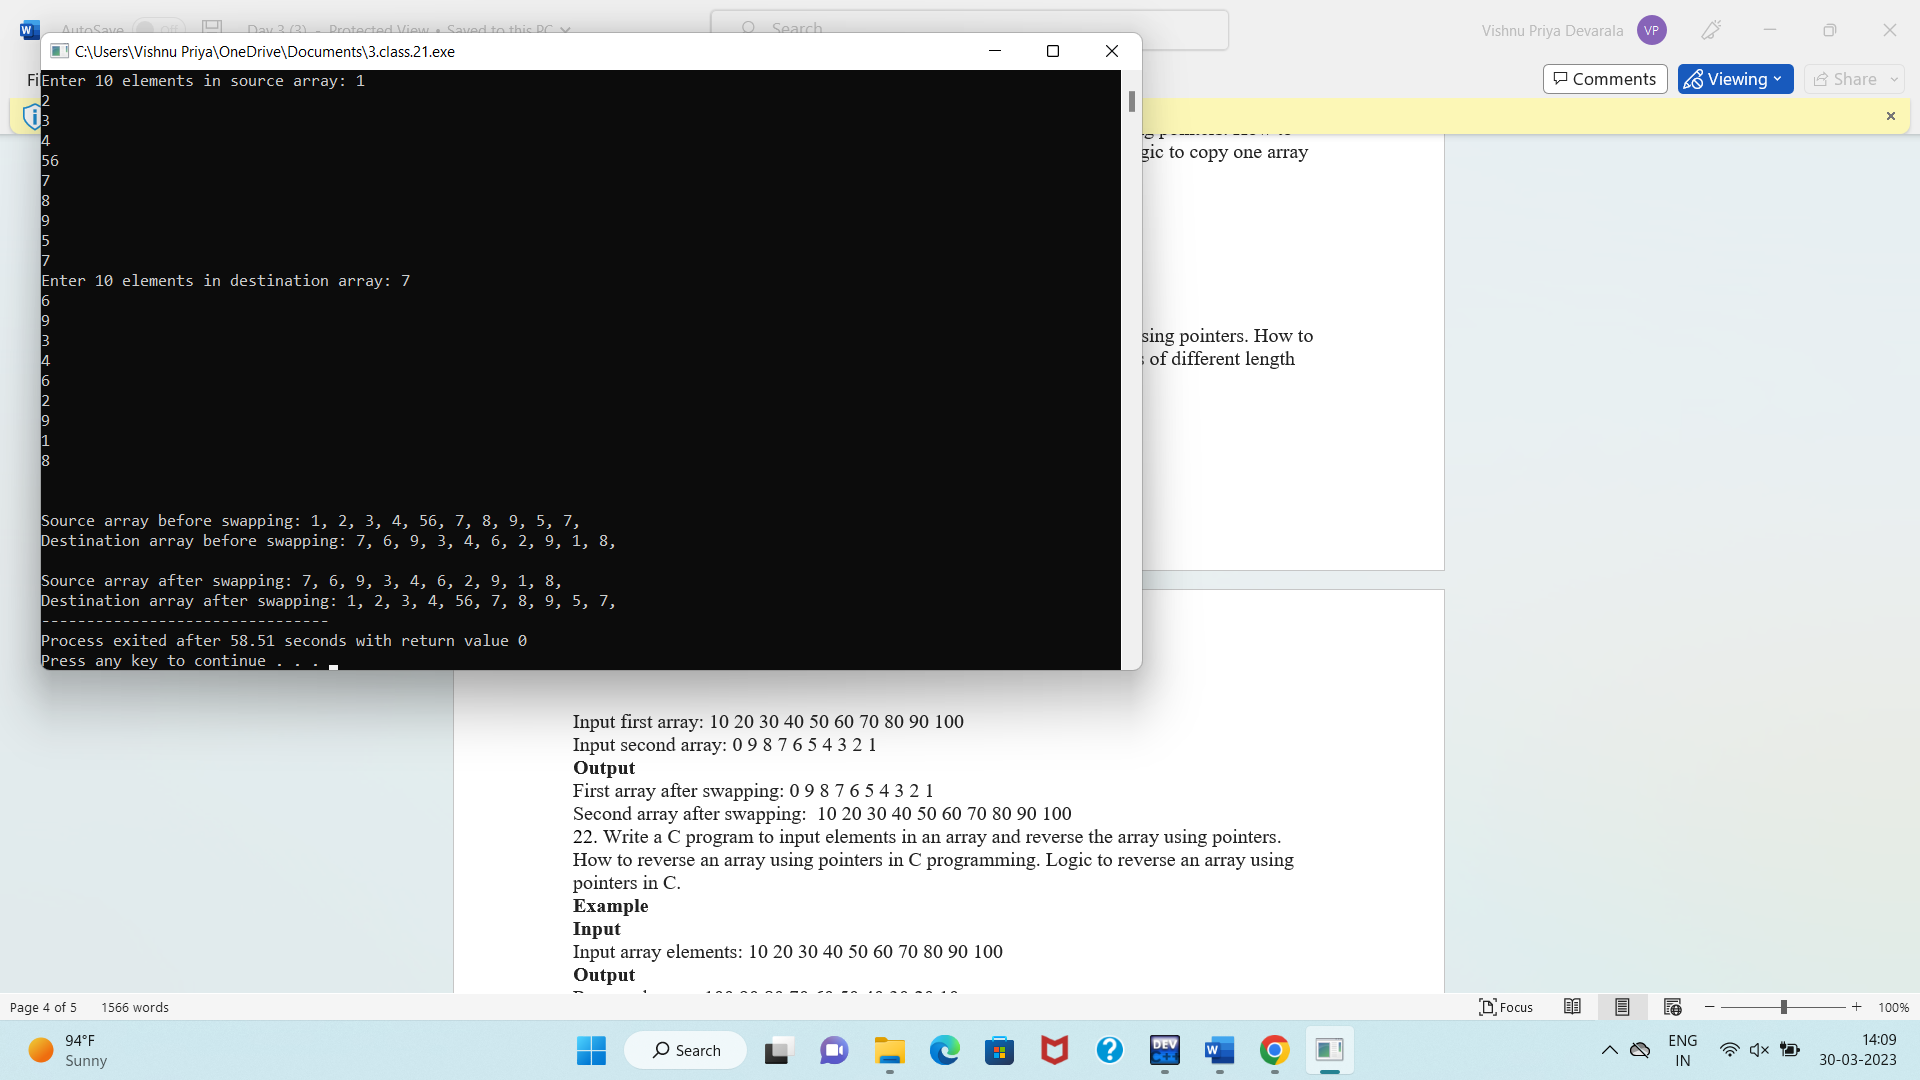 AutoSave Off Day 3 (3) - Protected View • Saved to this PC Search Vishnu Priya Devarala VP
C:\Users\Vishnu Priya\OneDrive\Documents\3.class.21.exe
Comments Viewing Share
Enter 10 elements in source array: 1
2
3
4
56
7
8
9
5
7
Enter 10 elements in destination array: 7
6
9
3
4
6
2
9
1
8
Source array before swapping: 1, 2, 3, 4, 56, 7, 8, 9, 5, 7,
Destination array before swapping: 7, 6, 9, 3, 4, 6, 2, 9, 1, 8,
Source array after swapping: 7, 6, 9, 3, 4, 6, 2, 9, 1, 8,
Destination array after swapping: 1, 2, 3, 4, 56, 7, 8, 9, 5, 7,
--------------------------------
Process exited after 58.51 seconds with return value 0
Press any key to continue . . .
gic to copy one array
sing pointers. How to
s of different length
Input first array: 10 20 30 40 50 60 70 80 90 100
Input second array: 0 9 8 7 6 5 4 3 2 1
Output
First array after swapping: 0 9 8 7 6 5 4 3 2 1
Second array after swapping:  10 20 30 40 50 60 70 80 90 100
22. Write a C program to input elements in an array and reverse the array using pointers.
How to reverse an array using pointers in C programming. Logic to reverse an array using
pointers in C.
Example
Input
Input array elements: 10 20 30 40 50 60 70 80 90 100
Output
Page 4 of 5 1566 words Focus 100%
94°F
Sunny
Search
DEV
C++
ENG
IN
14:09
30-03-2023